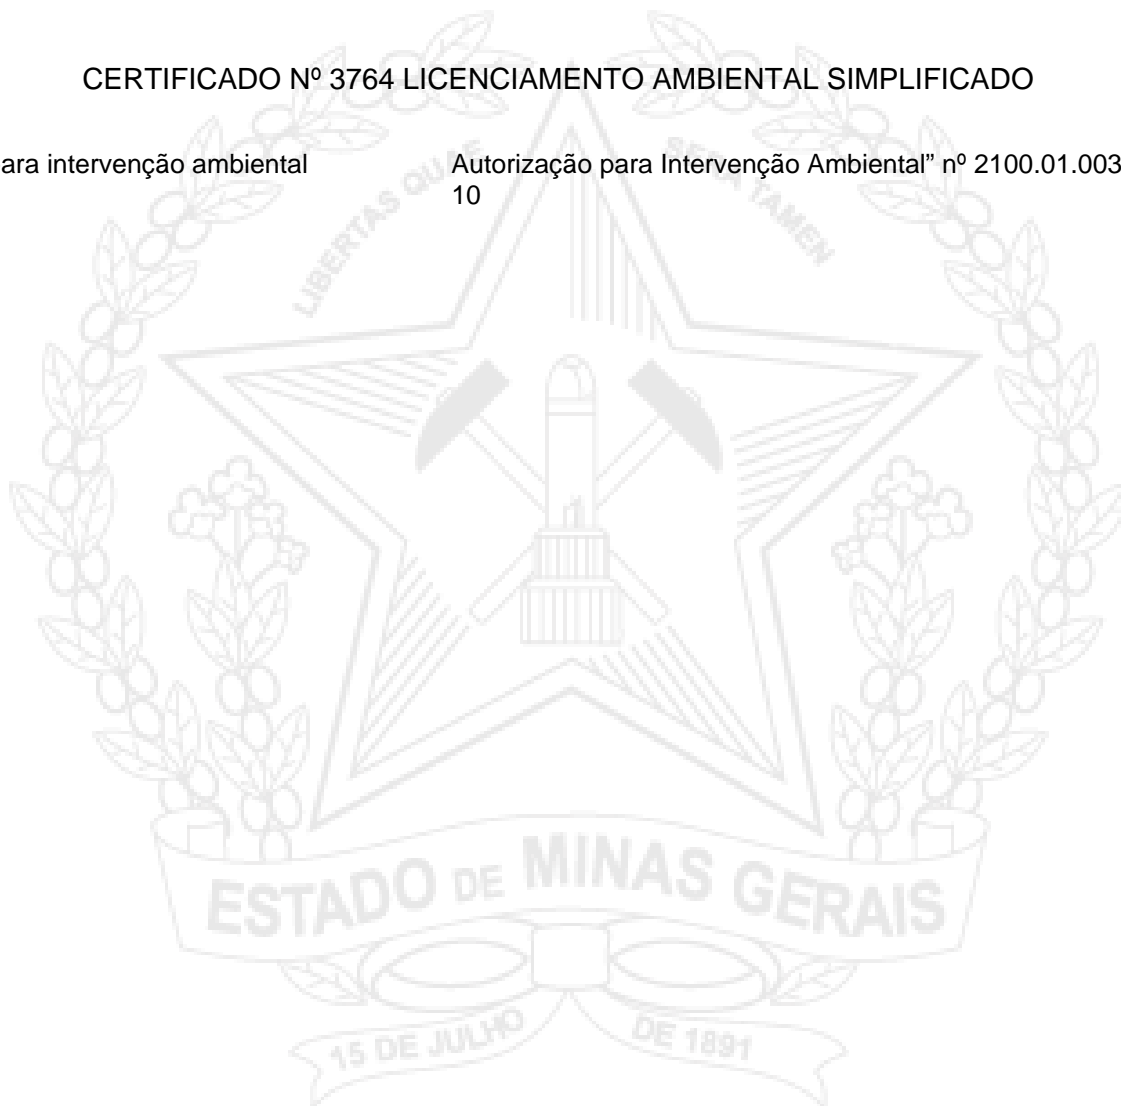 CERTIFICADO Nº 3764 LICENCIAMENTO AMBIENTAL SIMPLIFICADO
ara intervenção ambiental Autorização para Intervenção Ambiental” nº 2100.01.003
10
LIBERTAS QUAE SERA TAMEN
ESTADO DE MINAS GERAIS
15 DE JULHO DE 1891